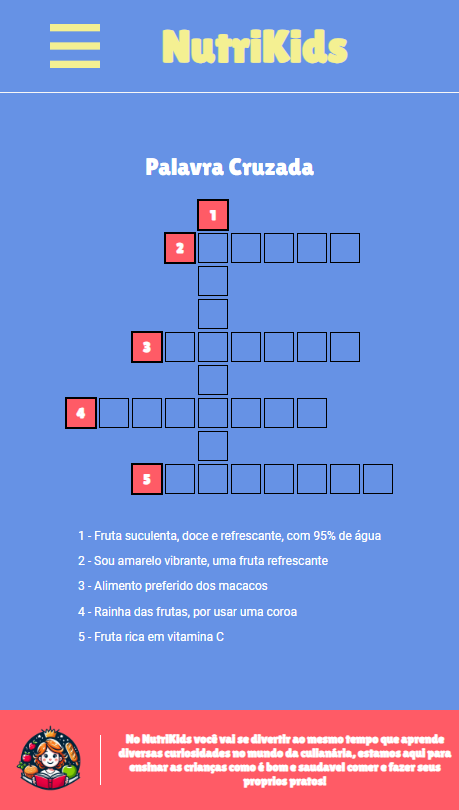 NutriKids
Palavra Cruzada
1
2
3
4
5
1 - Fruta suculenta, doce e refrescante, com 95% de água
2 - Sou amarelo vibrante, uma fruta refrescante
3 - Alimento preferido dos macacos
4 - Rainha das frutas, por usar uma coroa
5 - Fruta rica em vitamina C
No NutriKids você vai se divertir ao mesmo tempo que aprende
diversas curiosidades no mundo da culianária, estamos aqui para
ensinar as crianças como é bom e saudavel comer e fazer seus
proprios pratos!